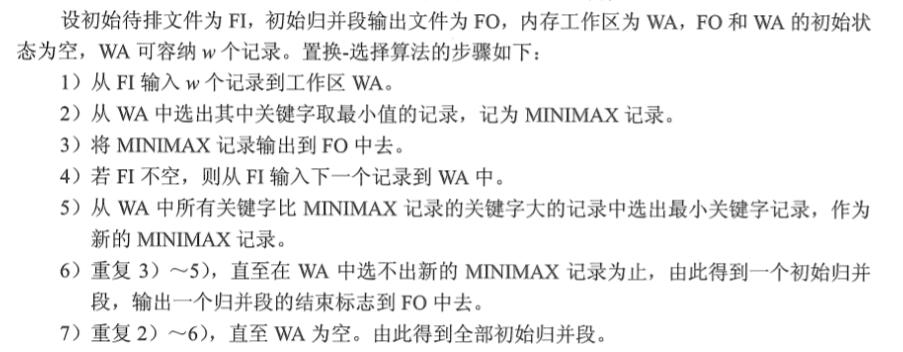 设初始待排文件为 FI，初始归并段输出文件为 FO，内存工作区为 WA，FO 和 WA 的初始状
态为空，WA 可容纳 w 个记录。置换-选择算法的步骤如下：
1）从 FI 输入 w 个记录到工作区 WA。
2）从 WA 中选出其中关键字取最小值的记录，记为 MINIMAX 记录。
3）将 MINIMAX 记录输出到 FO 中去。
4）若 FI 不空，则从 FI 输入下一个记录到 WA 中。
5）从 WA 中所有关键字比 MINIMAX 记录的关键字大的记录中选出最小关键字记录，作为
新的 MINIMAX 记录。
6）重复 3）～5），直至在 WA 中选不出新的 MINIMAX 记录为止，由此得到一个初始归并
段，输出一个归并段的结束标志到 FO 中去。
7）重复 2）～6），直至 WA 为空。由此得到全部初始归并段。